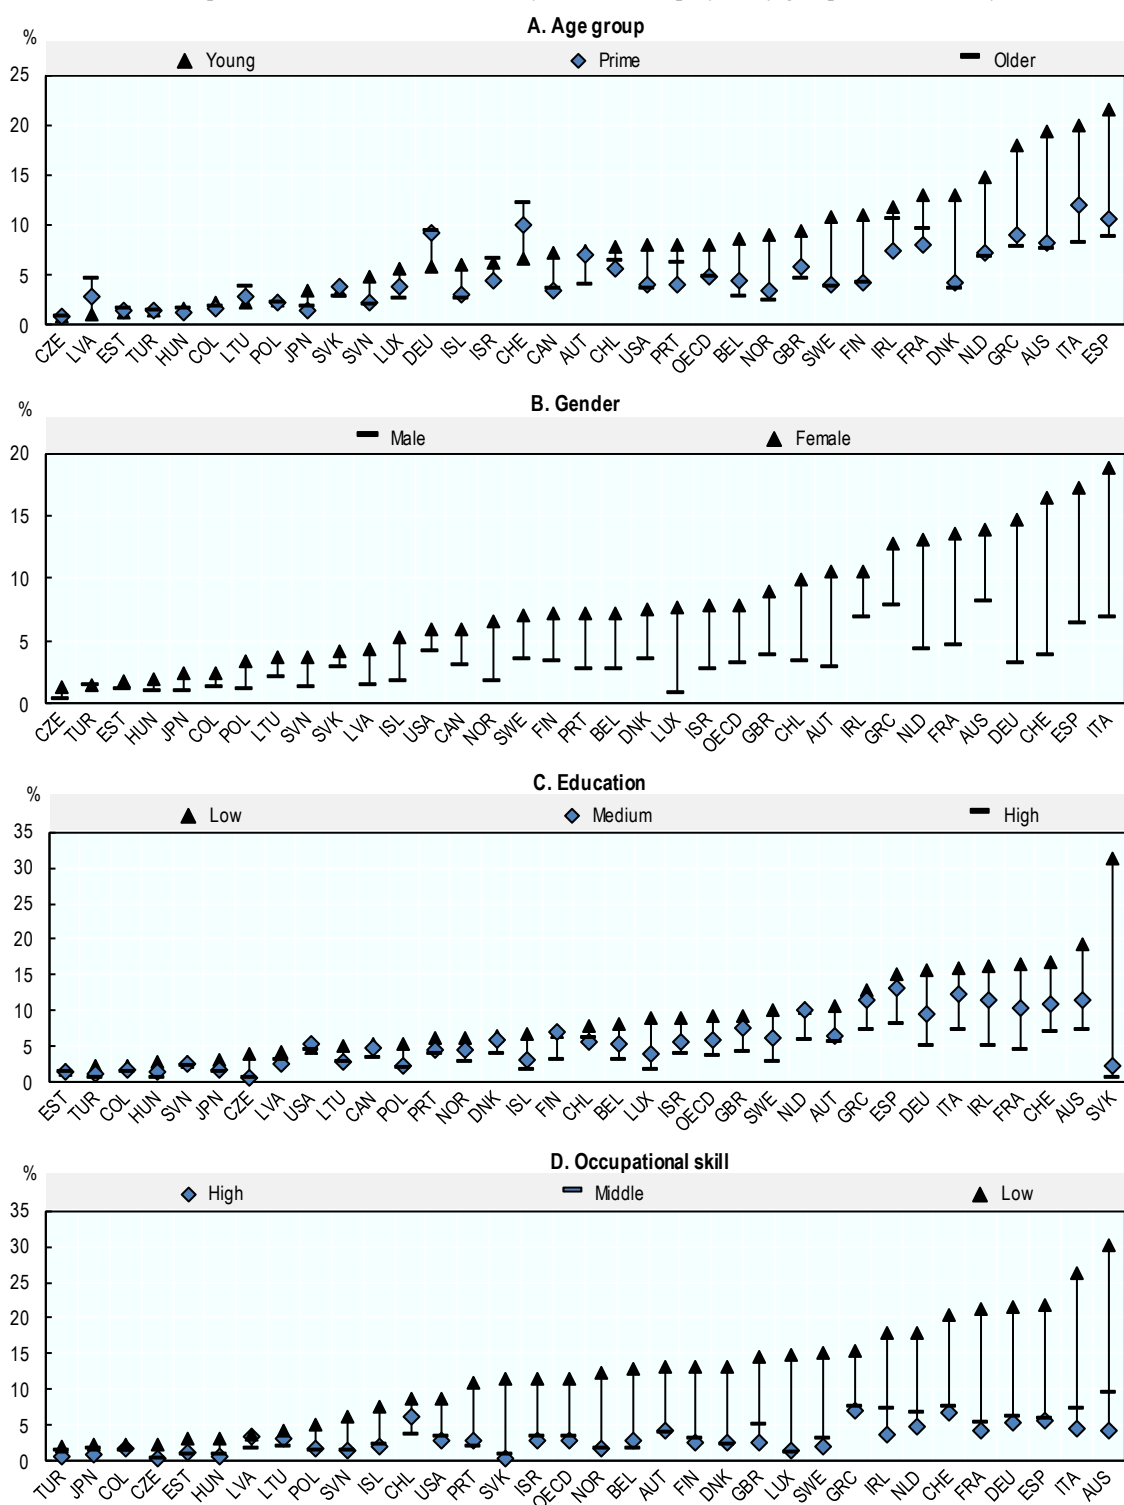 A. Age group
%
Young Prime Older
25
20
15
10
5
0
CZE LVA EST TUR HUN COL LTU POL JPN SVK SVN LUX DEU ISL ISR CHE CAN AUT CHL USA PRT OECD BEL NOR GBR SWE FIN IRL FRA DNK NLD GRC AUS ITA ESP
B. Gender
%
Male Female
20
15
10
5
0
CZE TUR EST HUN JPN COL POL LTU SVN SVK LVA ISL USA CAN NOR SWE FIN PRT BEL DNK LUX ISR OECD GBR CHL AUT IRL GRC NLD FRA AUS DEU CHE ESP ITA
C. Education
%
Low Medium High
35
30
25
20
15
10
5
0
EST TUR COL HUN SVN JPN CZE LVA USA LTU CAN POL PRT NOR DNK ISL FIN CHL BEL LUX ISR OECD GBR SWE NLD AUT GRC ESP DEU ITA IRL FRA CHE AUS SVK
D. Occupational skill
%
High Middle Low
35
30
25
20
15
10
5
0
TUR JPN COL CZE EST HUN LVA LTU POL SVN ISL CHL USA PRT SVK ISR OECD NOR BEL AUT FIN DNK GBR LUX SWE GRC IRL NLD CHE FRA DEU ESP ITA AUS